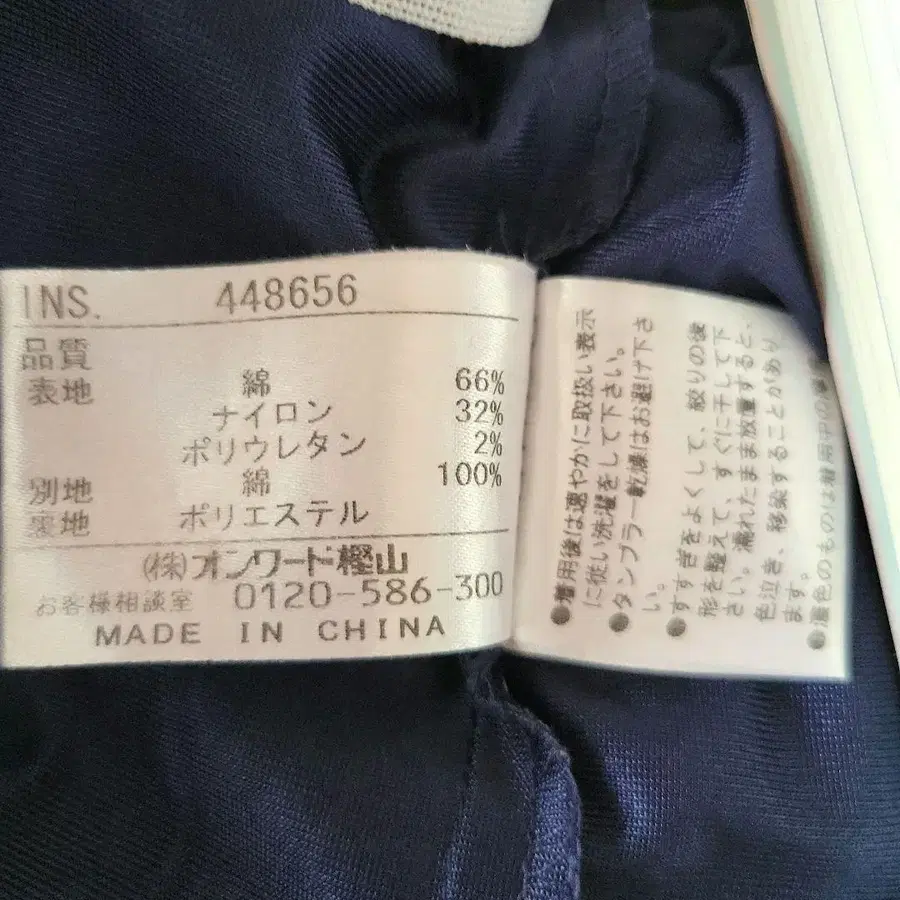 INS. 448656
品質
表地 綿 66%
ナイロン 32%
ポリウレタン 2%
別地 綿 100%
裏地 ポリエステル
(株)オンワード樫山
お客様相談室 0120-586-300
MADE IN CHINA
●着用後は速やかに取扱い表示
に従い洗濯をして下さい。
●タンブラー乾燥はお避け下さ
い。
●すすぎをよくして、絞りの後
形を整えて、すぐに干して下
さい。濡れたまま放置すると、
色泣き、移染することがあり
ます。
●濃色のものは着用中の